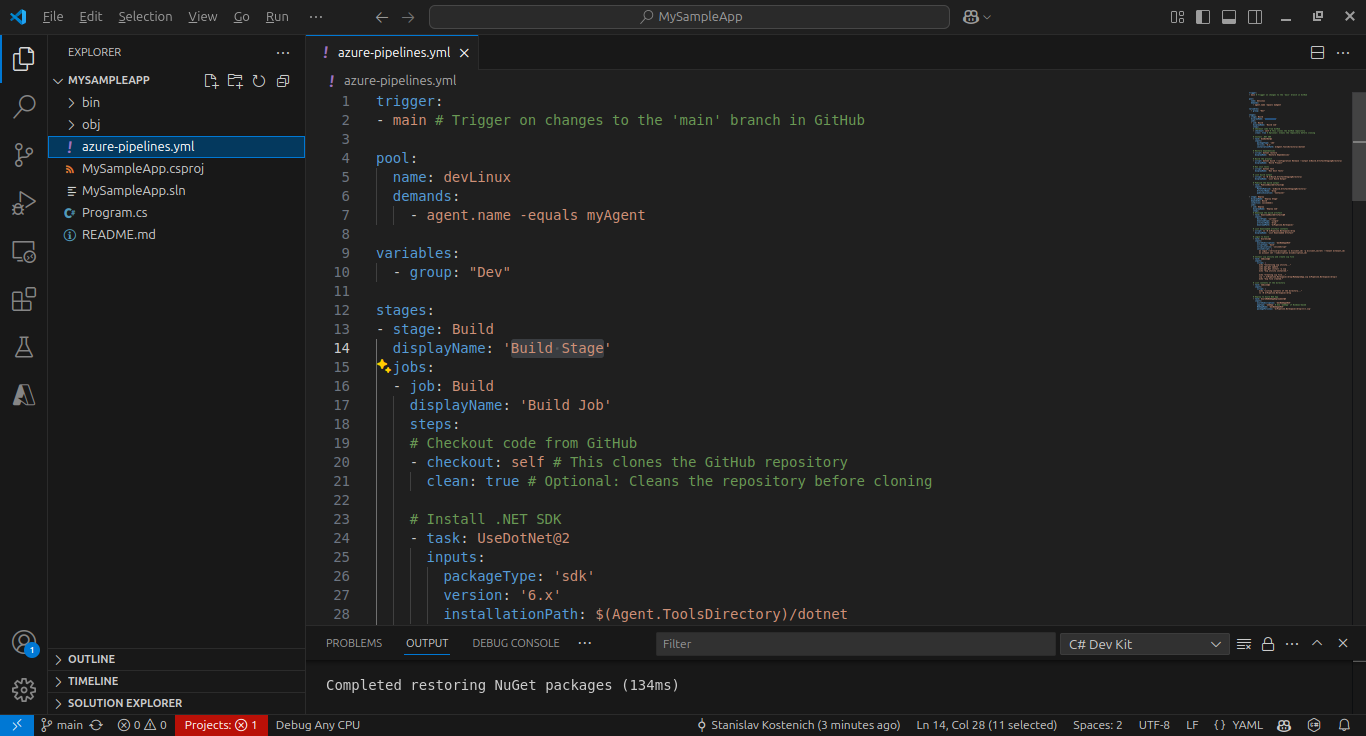 File Edit Selection View Go Run ··· MySampleApp
EXPLORER
MYSAMPLEAPP
bin
obj
! azure-pipelines.yml
MySampleApp.csproj
MySampleApp.sln
C# Program.cs
README.md
OUTLINE
TIMELINE
SOLUTION EXPLORER
! azure-pipelines.yml
! azure-pipelines.yml
1 trigger:
2 - main # Trigger on changes to the 'main' branch in GitHub
3
4 pool:
5 name: devLinux
6 demands:
7 - agent.name -equals myAgent
8
9 variables:
10 - group: "Dev"
11
12 stages:
13 - stage: Build
14 displayName: 'Build·Stage'
15 jobs:
16 - job: Build
17 displayName: 'Build Job'
18 steps:
19 # Checkout code from GitHub
20 - checkout: self # This clones the GitHub repository
21 clean: true # Optional: Cleans the repository before cloning
22
23 # Install .NET SDK
24 - task: UseDotNet@2
25 inputs:
26 packageType: 'sdk'
27 version: '6.x'
28 installationPath: $(Agent.ToolsDirectory)/dotnet
PROBLEMS OUTPUT DEBUG CONSOLE ··· Filter C# Dev Kit
Completed restoring NuGet packages (134ms)
1
main 0 0 Projects: 1 Debug Any CPU Stanislav Kostenich (3 minutes ago) Ln 14, Col 28 (11 selected) Spaces: 2 UTF-8 LF {} YAML